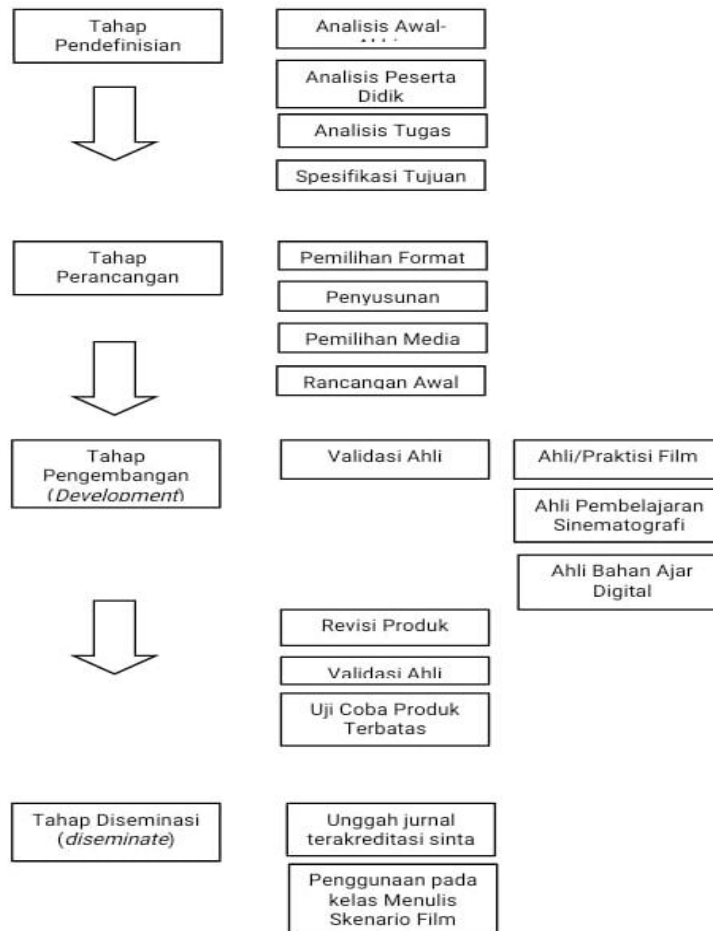 Tahap
Pendefinisian
Analisis Awal-
Analisis Peserta
Didik
Analisis Tugas
Spesifikasi Tujuan
Tahap
Perancangan
Pemilihan Format
Penyusunan
Pemilihan Media
Rancangan Awal
Tahap
Pengembangan
(Development)
Validasi Ahli
Ahli/Praktisi Film
Ahli Pembelajaran
Sinematografi
Ahli Bahan Ajar
Digital
Revisi Produk
Validasi Ahli
Uji Coba Produk
Terbatas
Tahap Diseminasi
(diseminate)
Unggah jurnal
terakreditasi sinta
Penggunaan pada
kelas Menulis
Skenario Film